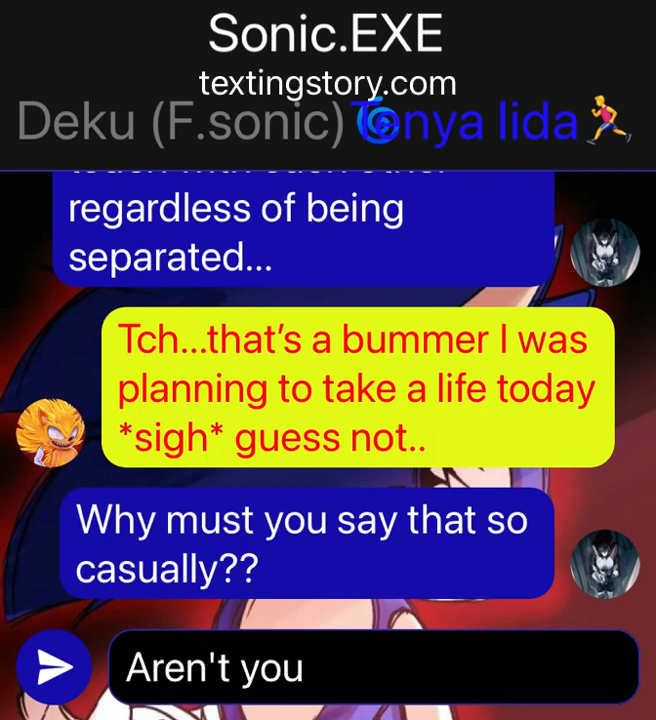 Sonic.EXE
textingstory.com
Deku (F.sonic) Tenya Iida
regardless of being
separated...
Tch...that's a bummer I was
planning to take a life today
*sigh* guess not..
Why must you say that so
casually??
Aren't you